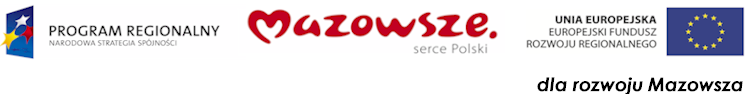 PROGRAM REGIONALNY
NARODOWA STRATEGIA SPÓJNOŚCI
Mazowsze.
serce Polski
UNIA EUROPEJSKA
EUROPEJSKI FUNDUSZ
ROZWOJU REGIONALNEGO
dla rozwoju Mazowsza